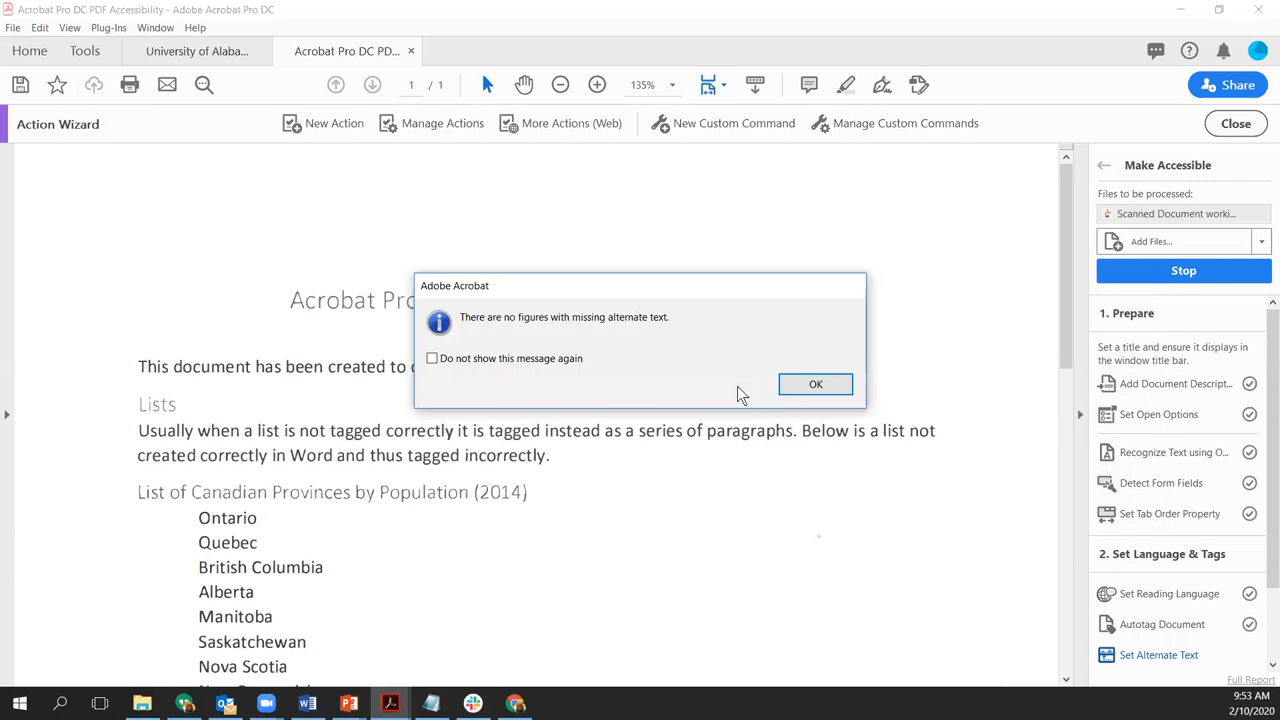 Acrobat Pro DC PDF Accessibility - Adobe Acrobat Pro DC
File Edit View Plug-Ins Window Help
Home Tools University of Alaba... Acrobat Pro DC PD...
1 / 1 135% Share
Action Wizard New Action Manage Actions More Actions (Web) New Custom Command Manage Custom Commands Close
Acrobat Pro
This document has been created to
Lists
Usually when a list is not tagged correctly it is tagged instead as a series of paragraphs. Below is a list not
created correctly in Word and thus tagged incorrectly.
List of Canadian Provinces by Population (2014)
Ontario
Quebec
British Columbia
Alberta
Manitoba
Saskatchewan
Nova Scotia
Adobe Acrobat
There are no figures with missing alternate text.
Do not show this message again
OK
Make Accessible
Files to be processed:
Scanned Document worki...
Add Files...
Stop
1. Prepare
Set a title and ensure it displays in
the window title bar.
Add Document Descript...
Set Open Options
Recognize Text using O...
Detect Form Fields
Set Tab Order Property
2. Set Language & Tags
Set Reading Language
Autotag Document
Set Alternate Text
Full Report
9:53 AM
2/10/2020